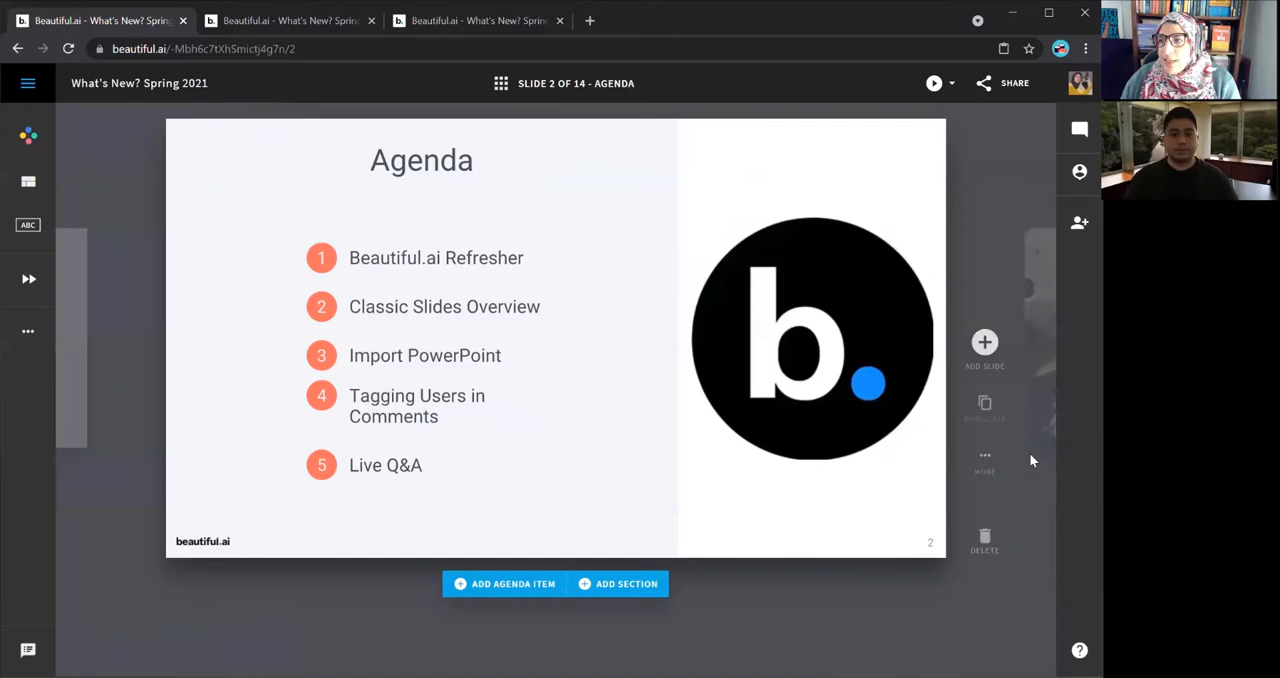 b. Beautiful.ai - What's New? Spring
b. Beautiful.ai - What's New? Spring
b. Beautiful.ai - What's New? Spring
beautiful.ai/-Mbh6c7tXhSmictj4g7n/2
What's New? Spring 2021
SLIDE 2 OF 14 - AGENDA
SHARE
ABC
Agenda
1 Beautiful.ai Refresher
2 Classic Slides Overview
3 Import PowerPoint
4 Tagging Users in
Comments
5 Live Q&A
b.
beautiful.ai
2
ADD SLIDE
DUPLICATE
MORE
DELETE
ADD AGENDA ITEM
ADD SECTION